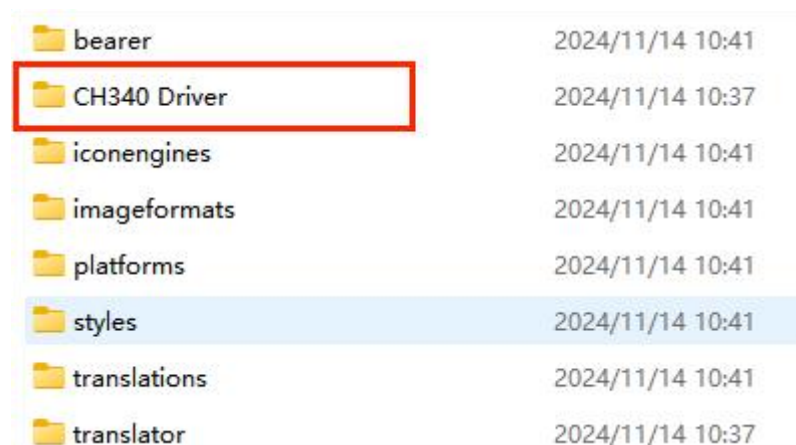 bearer 2024/11/14 10:41
CH340 Driver 2024/11/14 10:37
iconengines 2024/11/14 10:41
imageformats 2024/11/14 10:41
platforms 2024/11/14 10:41
styles 2024/11/14 10:41
translations 2024/11/14 10:41
translator 2024/11/14 10:37